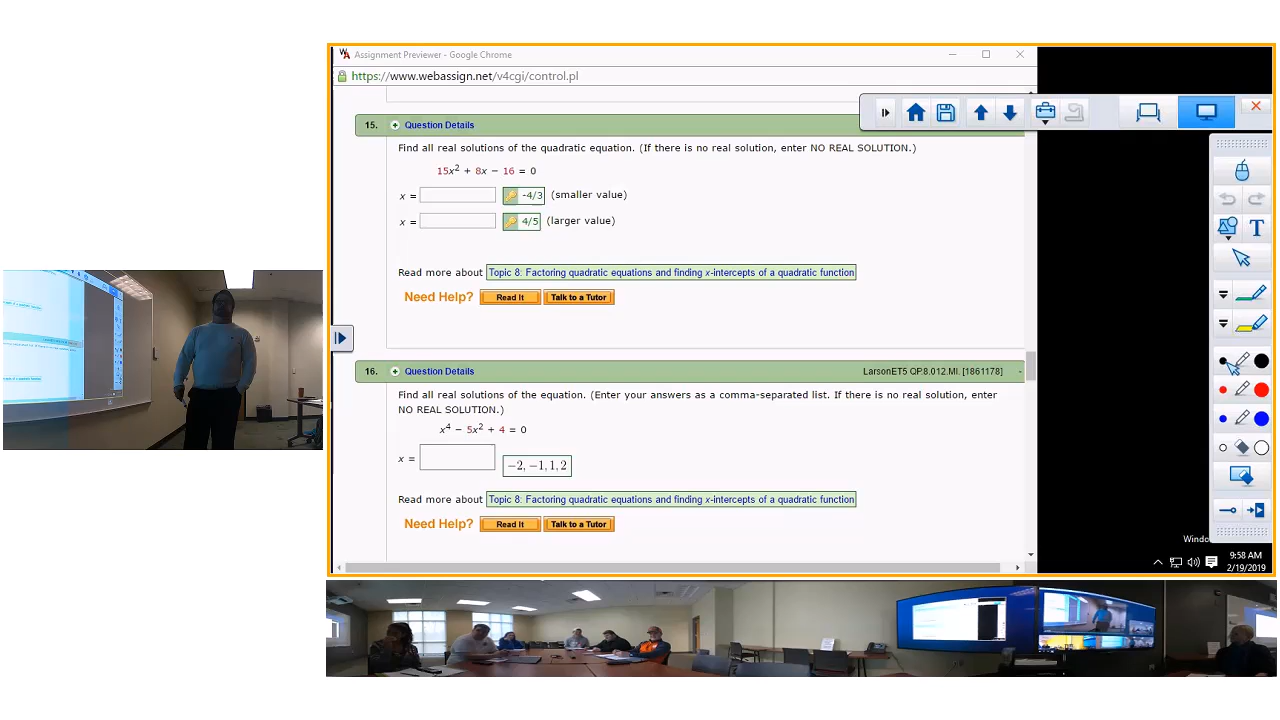 Assignment Previewer - Google Chrome
https://www.webassign.net/v4cgi/control.pl
15. Question Details
Find all real solutions of the quadratic equation. (If there is no real solution, enter NO REAL SOLUTION.)
15x² + 8x − 16 = 0
x = -4/3 (smaller value)
x = 4/5 (larger value)
Read more about Topic 8: Factoring quadratic equations and finding x-intercepts of a quadratic function
Need Help? Read It Talk to a Tutor
16. Question Details LarsonET5 QP.8.012.MI. [1861178] -
Find all real solutions of the equation. (Enter your answers as a comma-separated list. If there is no real solution, enter
NO REAL SOLUTION.)
x⁴ − 5x² + 4 = 0
x = −2, −1, 1, 2
Read more about Topic 8: Factoring quadratic equations and finding x-intercepts of a quadratic function
Need Help? Read It Talk to a Tutor
T
Windo
9:58 AM
2/19/2019